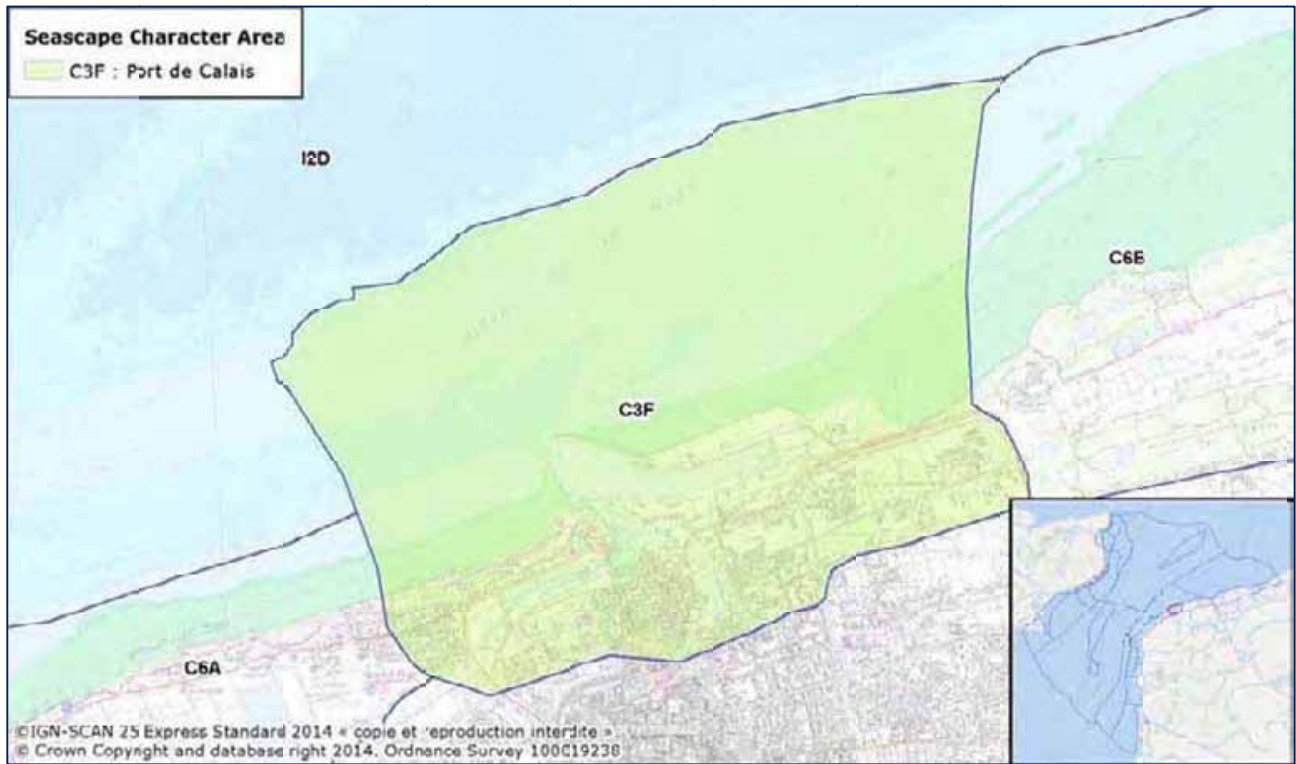 Seascape Character Area
C3F : Port de Calais
I2D
C6B
C3F
C6A
©IGN-SCAN 25 Express Standard 2014 « copie et reproduction interdite »
© Crown Copyright and database right 2014. Ordnance Survey 100019238